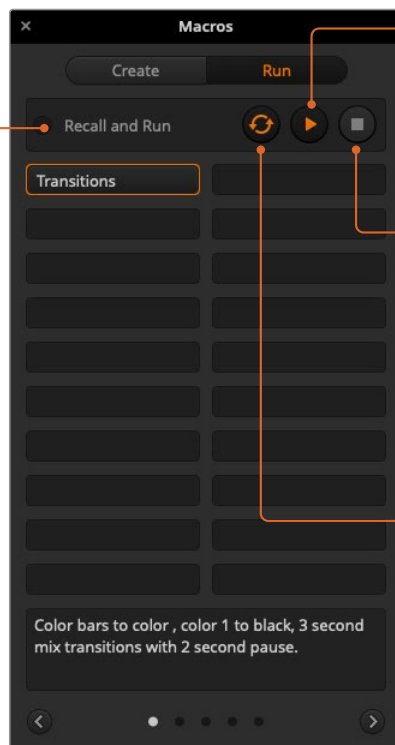 Macros
Create Run
Recall and Run
Transitions
Color bars to color , color 1 to black, 3 second
mix transitions with 2 second pause.